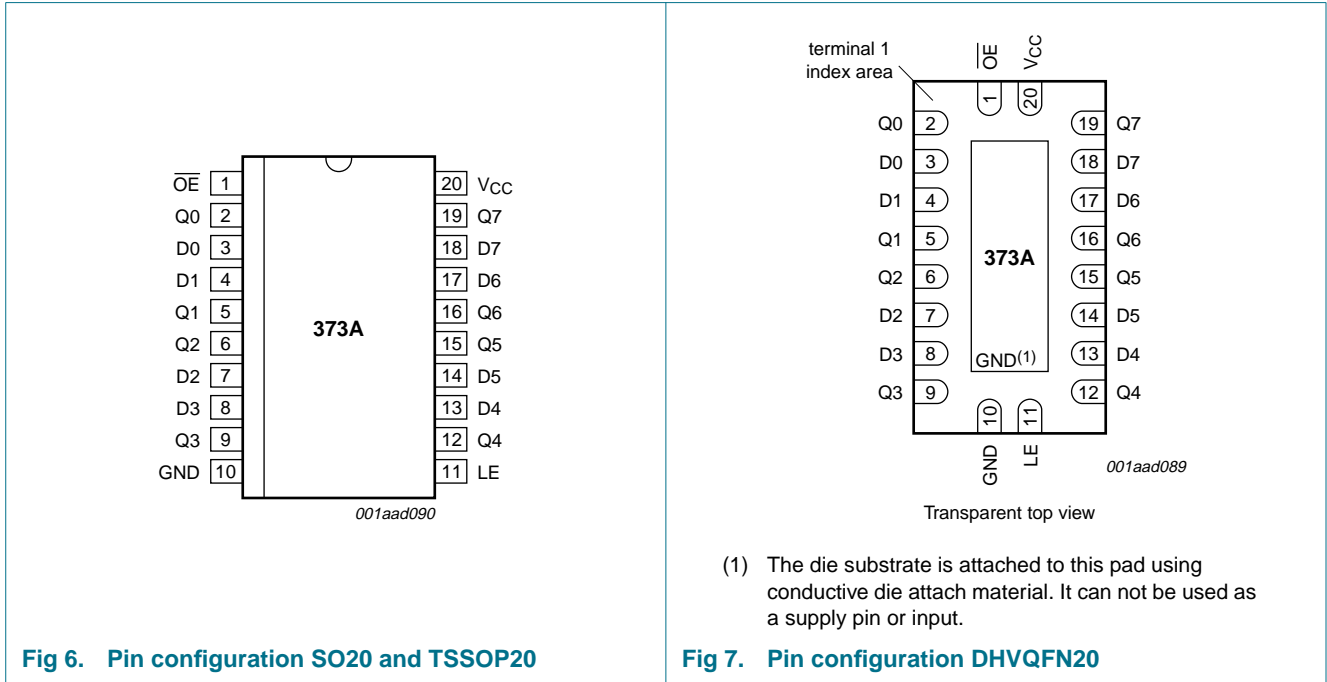 OE 1 20 VCC
Q0 2 19 Q7
D0 3 18 D7
D1 4 17 D6
Q1 5 16 Q6
373A
Q2 6 15 Q5
D2 7 14 D5
D3 8 13 D4
Q3 9 12 Q4
GND 10 11 LE
001aad090
Fig 6. Pin configuration SO20 and TSSOP20
terminal 1
index area
OE VCC
1 20
Q0 2 19 Q7
D0 3 18 D7
D1 4 17 D6
Q1 5 16 Q6
373A
Q2 6 15 Q5
D2 7 14 D5
D3 8 13 D4
GND(1)
Q3 9 12 Q4
10 11
GND LE
001aad089
Transparent top view
(1) The die substrate is attached to this pad using
conductive die attach material. It can not be used as
a supply pin or input.
Fig 7. Pin configuration DHVQFN20